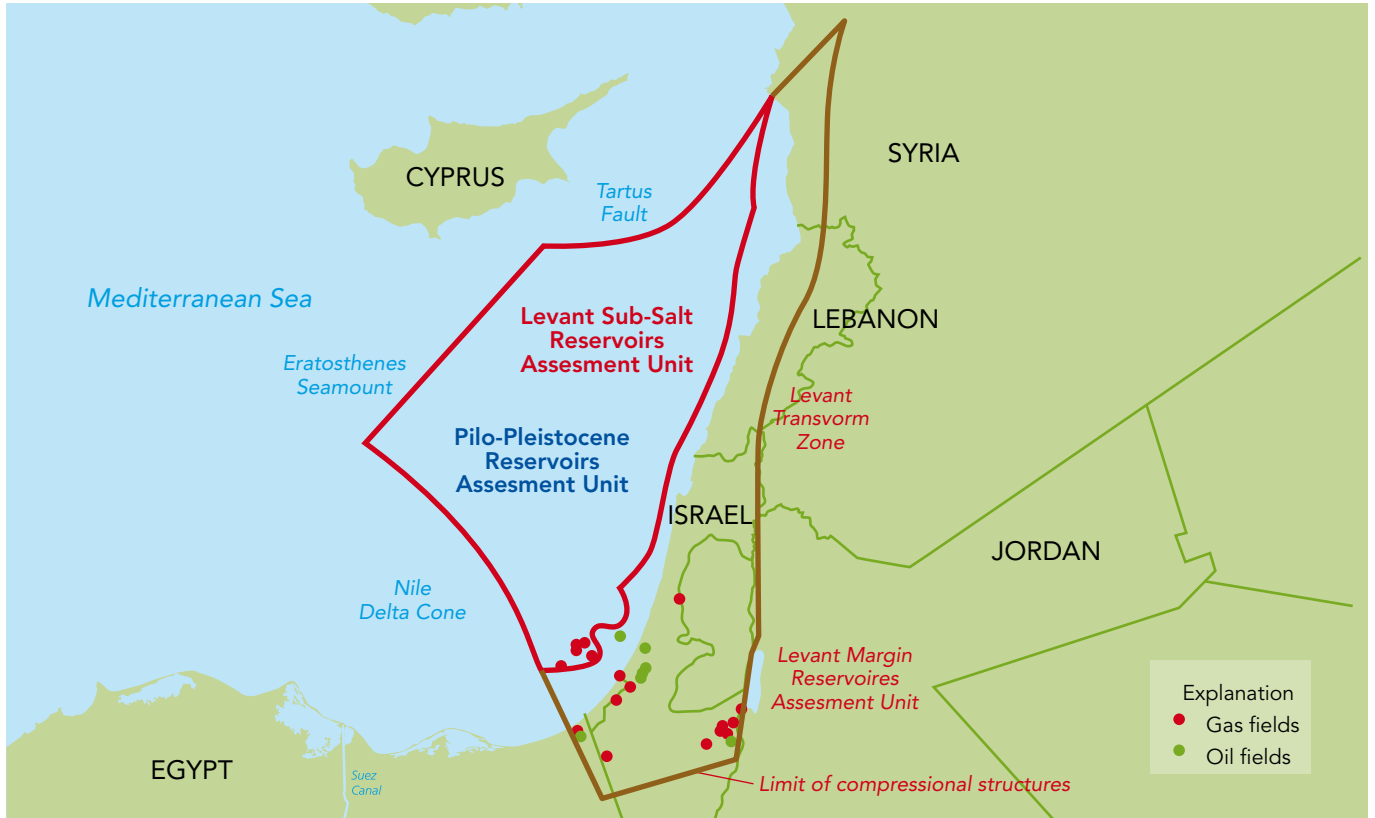 SYRIA
CYPRUS
Tartus
Fault
Mediterranean Sea
Levant Sub-Salt
Reservoirs
Assesment Unit
LEBANON
Eratosthenes
Seamount
Levant
Transvorm
Zone
Pilo-Pleistocene
Reservoirs
Assesment Unit
ISRAEL
JORDAN
Nile
Delta Cone
Levant Margin
Reservoires
Assesment Unit
Explanation
Gas fields
Oil fields
EGYPT
Suez
Canal
Limit of compressional structures